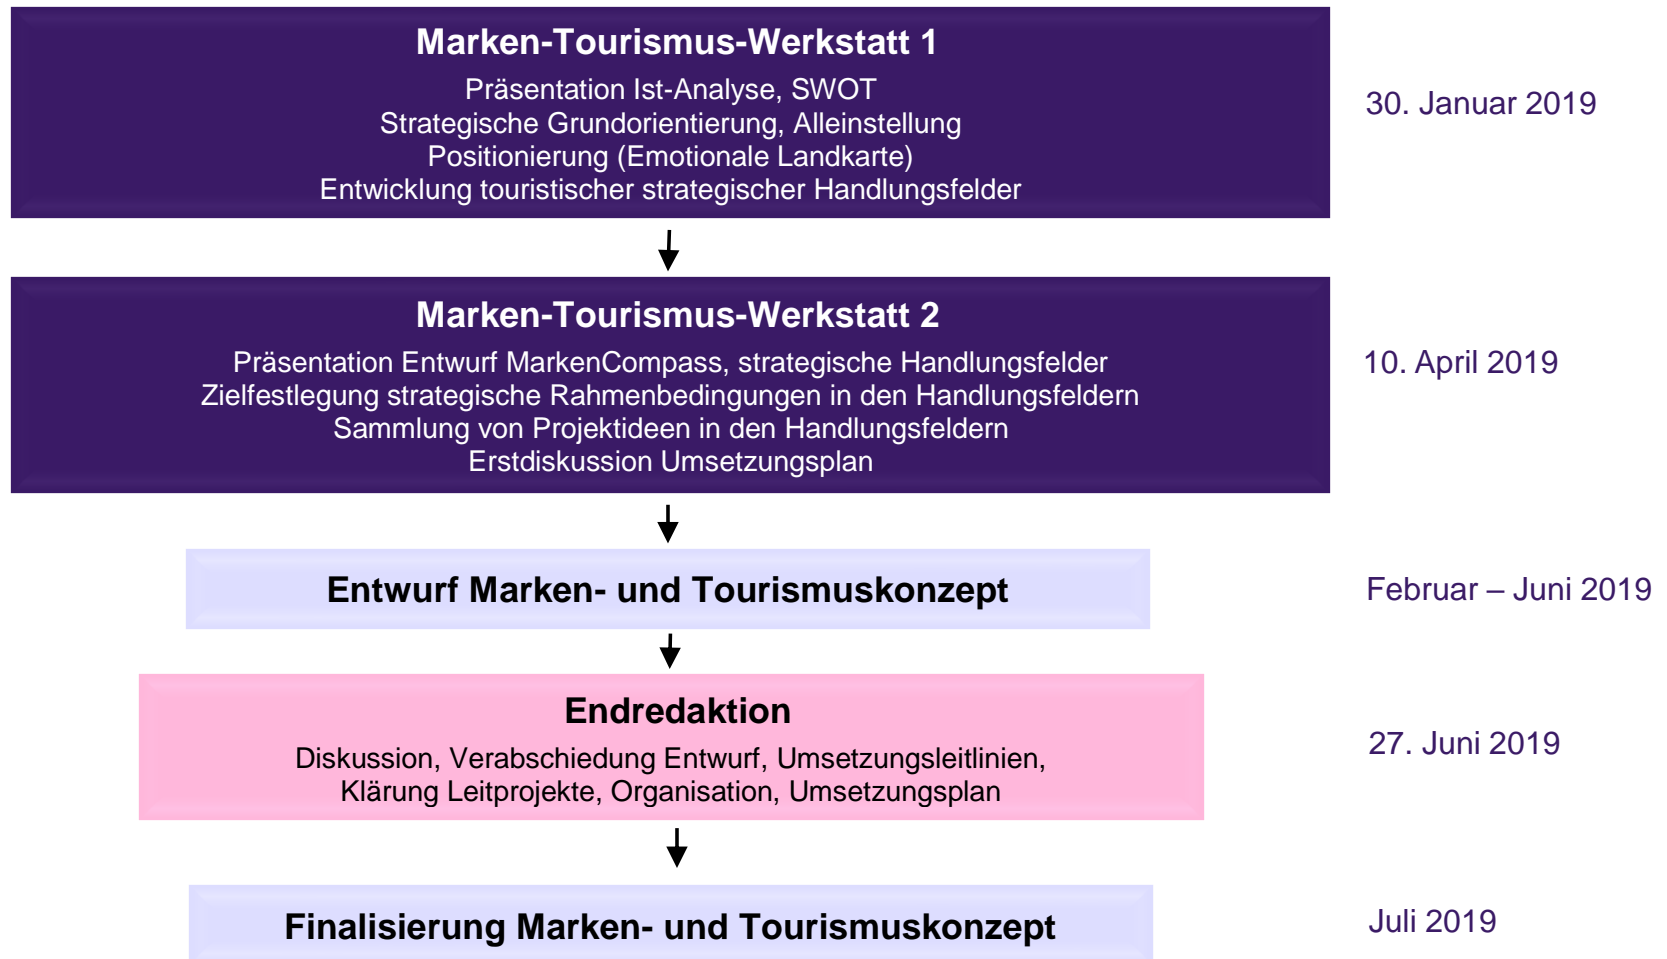 Marken-Tourismus-Werkstatt 1
Präsentation Ist-Analyse, SWOT
Strategische Grundorientierung, Alleinstellung
Positionierung (Emotionale Landkarte)
Entwicklung touristischer strategischer Handlungsfelder
30. Januar 2019
Marken-Tourismus-Werkstatt 2
Präsentation Entwurf MarkenCompass, strategische Handlungsfelder
Zielfestlegung strategische Rahmenbedingungen in den Handlungsfeldern
Sammlung von Projektideen in den Handlungsfeldern
Erstdiskussion Umsetzungsplan
10. April 2019
Entwurf Marken- und Tourismuskonzept
Februar – Juni 2019
Endredaktion
Diskussion, Verabschiedung Entwurf, Umsetzungsleitlinien,
Klärung Leitprojekte, Organisation, Umsetzungsplan
27. Juni 2019
Finalisierung Marken- und Tourismuskonzept
Juli 2019